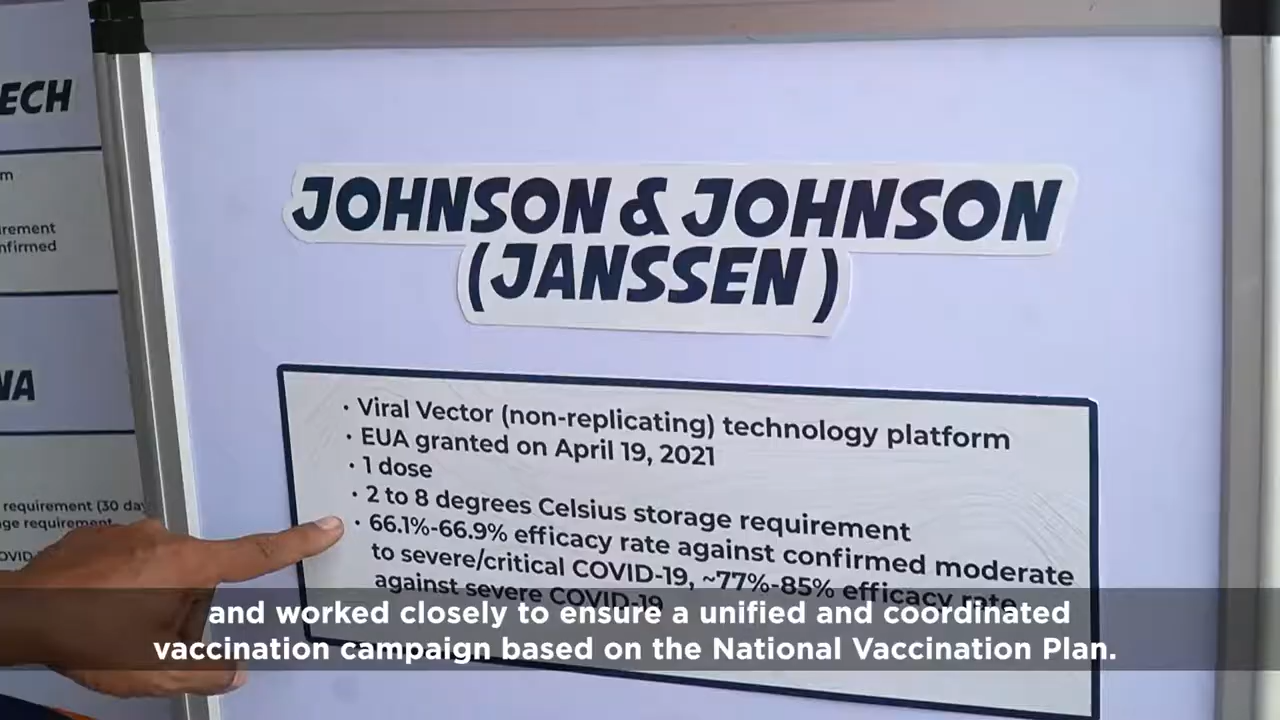 ECH
m
irement
nfirmed
NA
requirement (30 day
ge requirement
OVID-
JOHNSON & JOHNSON
(JANSSEN)
· Viral Vector (non-replicating) technology platform
· EUA granted on April 19, 2021
· 1 dose
· 2 to 8 degrees Celsius storage requirement
· 66.1%-66.9% efficacy rate against confirmed moderate
to severe/critical COVID-19, ~77%-85% efficacy rate
against severe COVID-19
and worked closely to ensure a unified and coordinated
vaccination campaign based on the National Vaccination Plan.